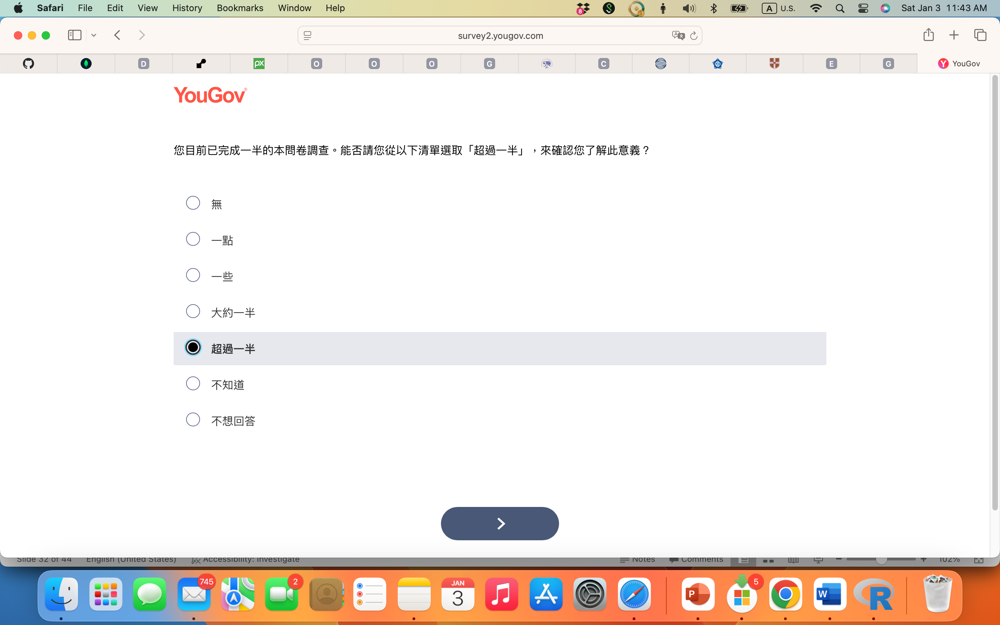 Safari File Edit View History Bookmarks Window Help 8 $ A U.S. Sat Jan 3 11:43 AM
survey2.yougov.com
D PX O O O G C E G Y YouGov
YouGov®
您目前已完成一半的本問卷調查。能否請您從以下清單選取「超過一半」，來確認您了解此意義？
無
一點
一些
大約一半
超過一半
不知道
不想回答
Slide 32 of 44 English (United States) Accessibility: Investigate Notes Comments 102%
745 2 JAN 5
3 P W R